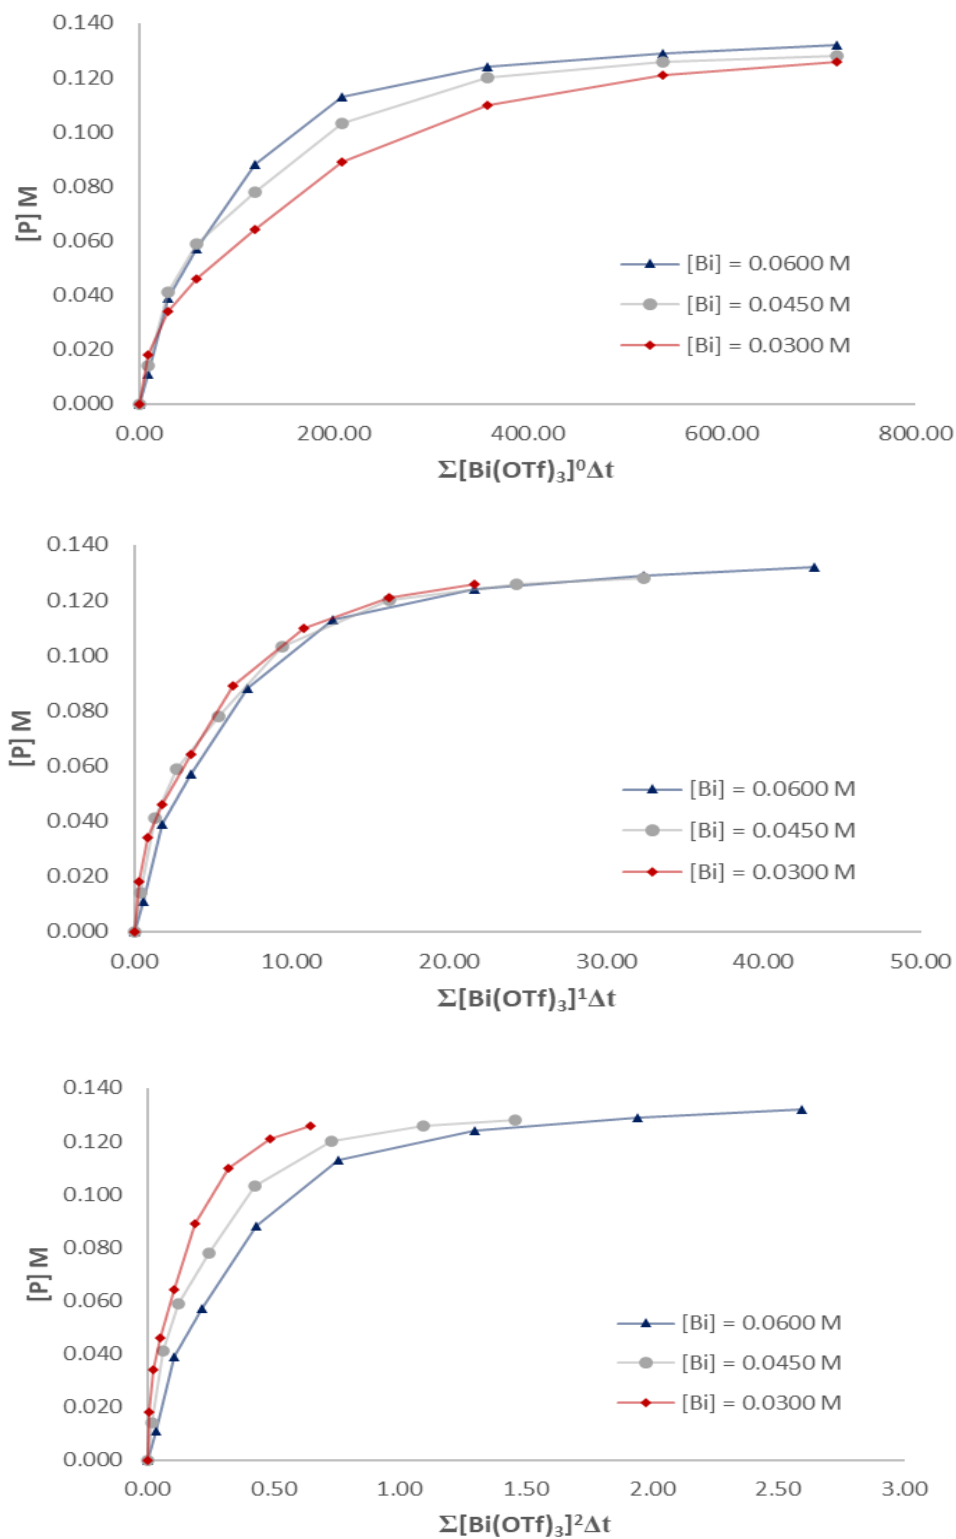 0.140
0.120
0.100
0.080
0.060
0.040
0.020
0.000
[P] M
[Bi] = 0.0600 M
[Bi] = 0.0450 M
[Bi] = 0.0300 M
0.00 200.00 400.00 600.00 800.00
Σ[Bi(OTf)₃]⁰Δt
0.140
0.120
0.100
0.080
0.060
0.040
0.020
0.000
[P] M
[Bi] = 0.0600 M
[Bi] = 0.0450 M
[Bi] = 0.0300 M
0.00 10.00 20.00 30.00 40.00 50.00
Σ[Bi(OTf)₃]¹Δt
0.140
0.120
0.100
0.080
0.060
0.040
0.020
0.000
[P] M
[Bi] = 0.0600 M
[Bi] = 0.0450 M
[Bi] = 0.0300 M
0.00 0.50 1.00 1.50 2.00 2.50 3.00
Σ[Bi(OTf)₃]²Δt